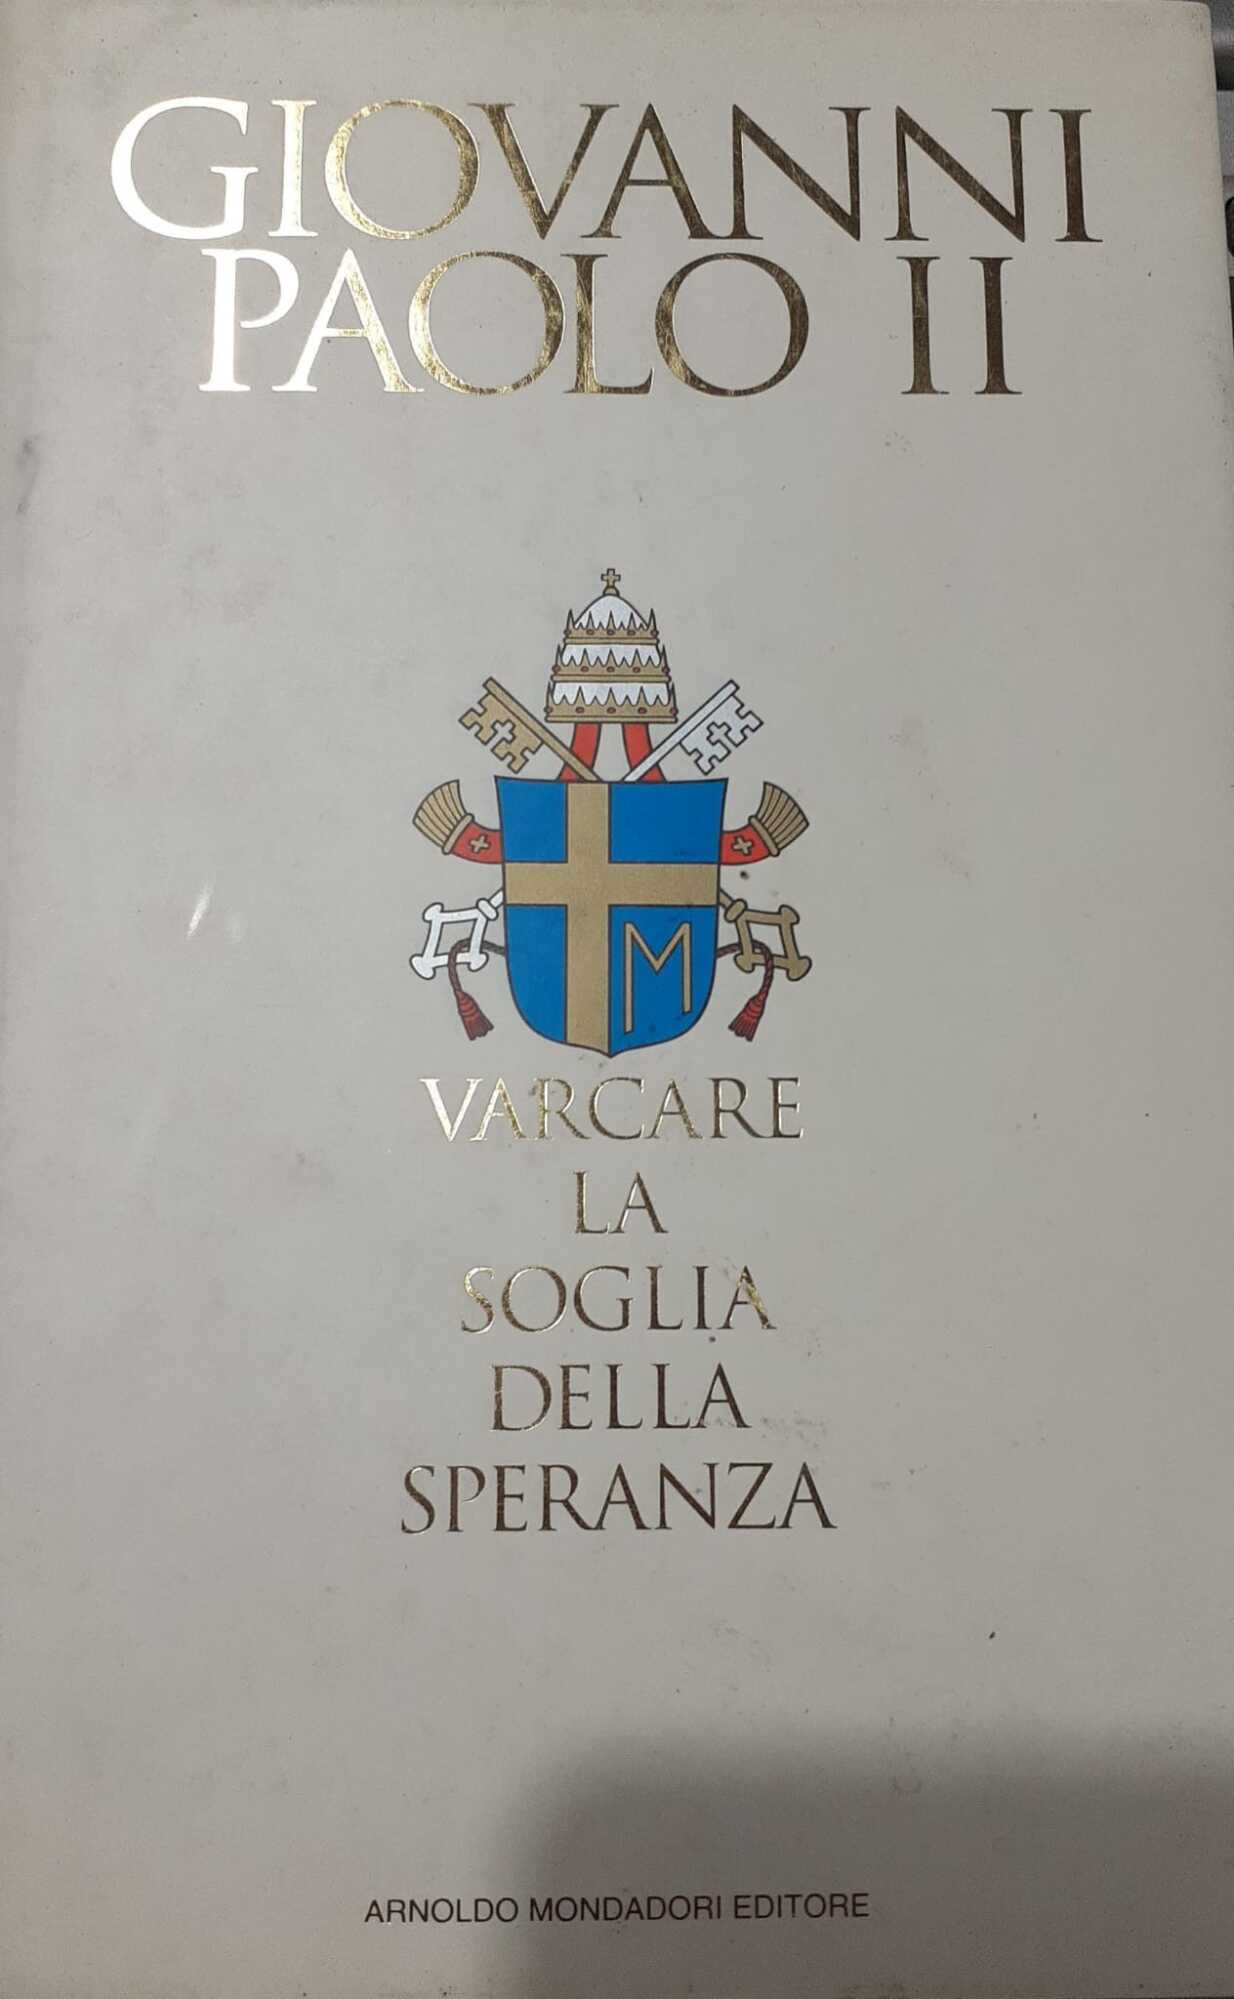 GIOVANNI
PAOLO II
M
VARCARE
LA
SOGLIA
DELLA
SPERANZA
ARNOLDO MONDADORI EDITORE